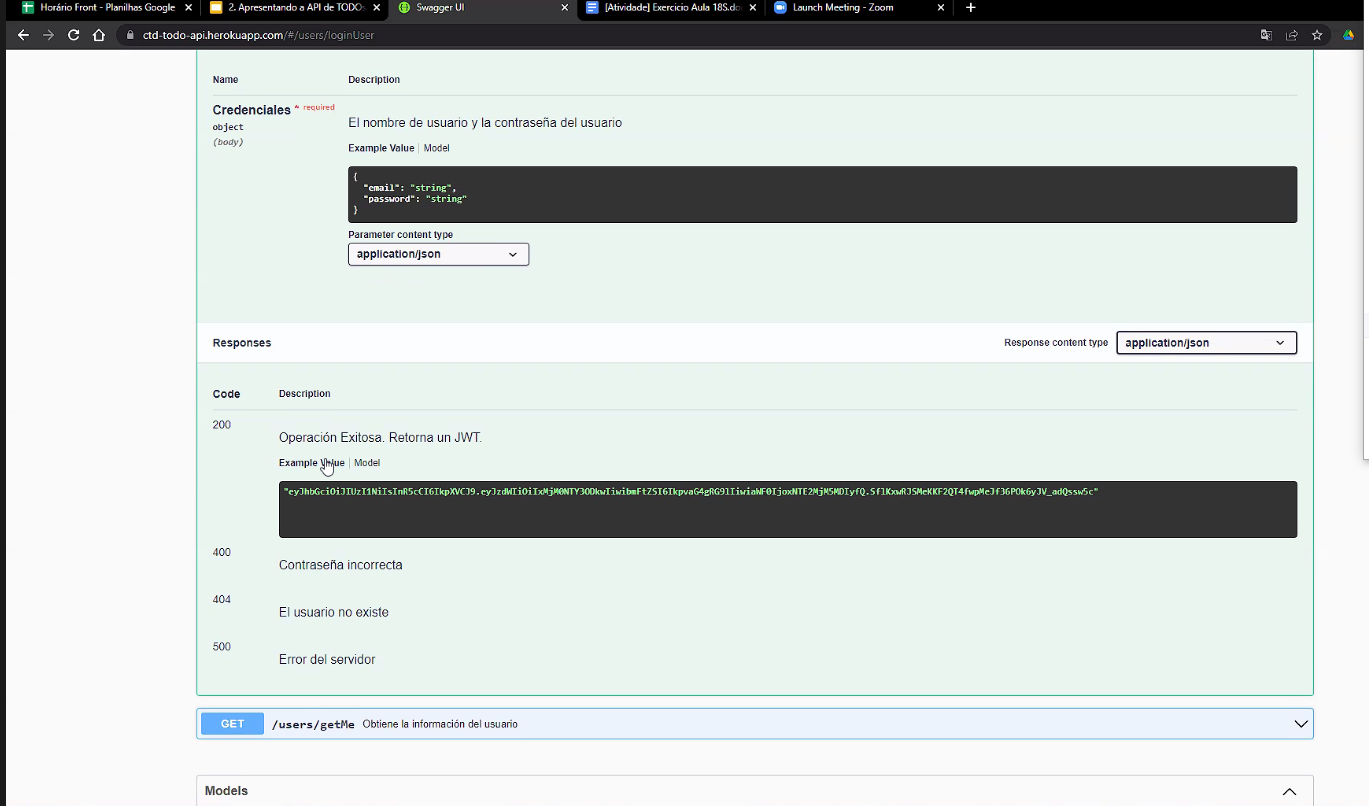 Horário Front - Planilhas Google
2. Apresentando a API de TODOs
Swagger UI
[Atividade] Exercicio Aula 18S.do
Launch Meeting - Zoom
ctd-todo-api.herokuapp.com/#/users/loginUser
Name
Description
Credenciales * required
object
(body)
El nombre de usuario y la contraseña del usuario
Example Value | Model
{
"email": "string",
"password": "string"
}
Parameter content type
application/json
Responses
Response content type
application/json
Code
Description
200
Operación Exitosa. Retorna un JWT.
Example Value | Model
"eyJhbGciOiJIUzI1NiIsInR5cCI6IkpXVCJ9.eyJzdWIiOiIxMjM0NTY3ODkwIiwibmFtZSI6IkpvaG4gRG9lIiwiaWF0IjoxNTE2MjM5MDIyfQ.SflKxwRJSMeKKF2QT4fwpMeJf36POk6yJV_adQssw5c"
400
Contraseña incorrecta
404
El usuario no existe
500
Error del servidor
GET /users/getMe Obtiene la información del usuario
Models